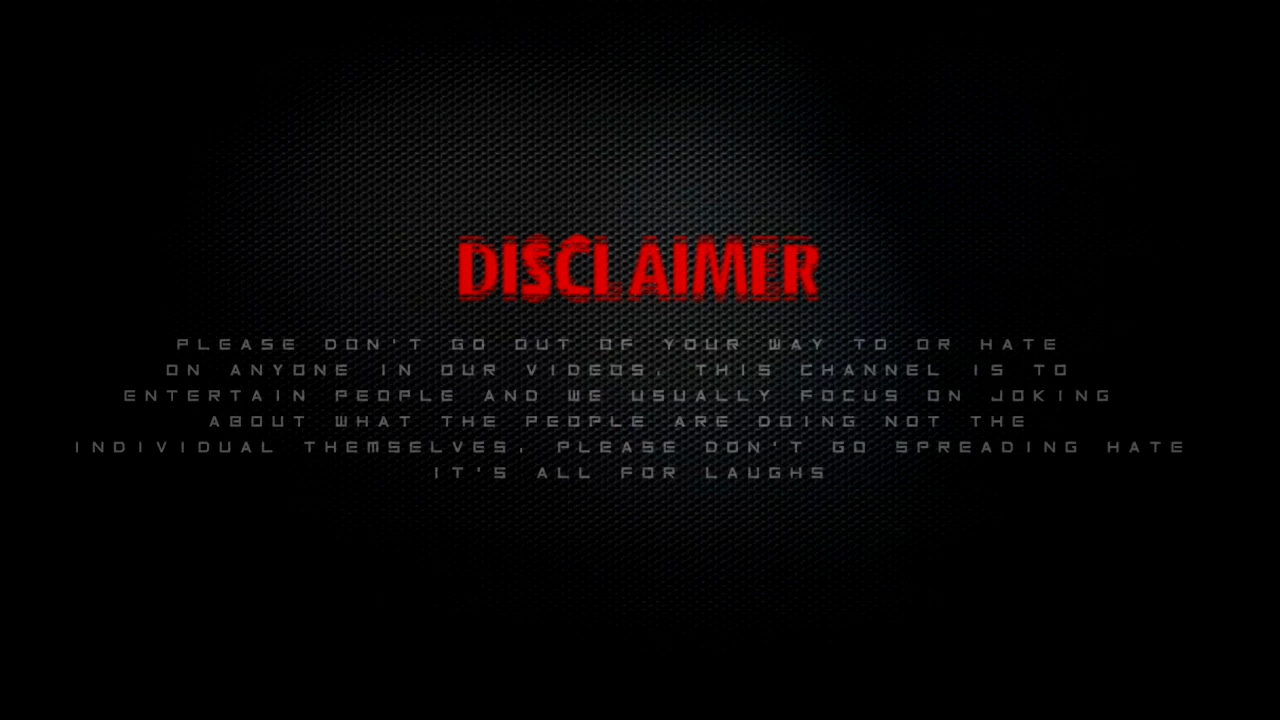 DISCLAIMER
PLEASE DON'T GO OUT OF YOUR WAY TO OR HATE
ON ANYONE IN OUR VIDEOS. THIS CHANNEL IS TO
ENTERTAIN PEOPLE AND WE USUALLY FOCUS ON JOKING
ABOUT WHAT THE PEOPLE ARE DOING NOT THE
INDIVIDUAL THEMSELVES. PLEASE DON'T GO SPREADING HATE
IT'S ALL FOR LAUGHS